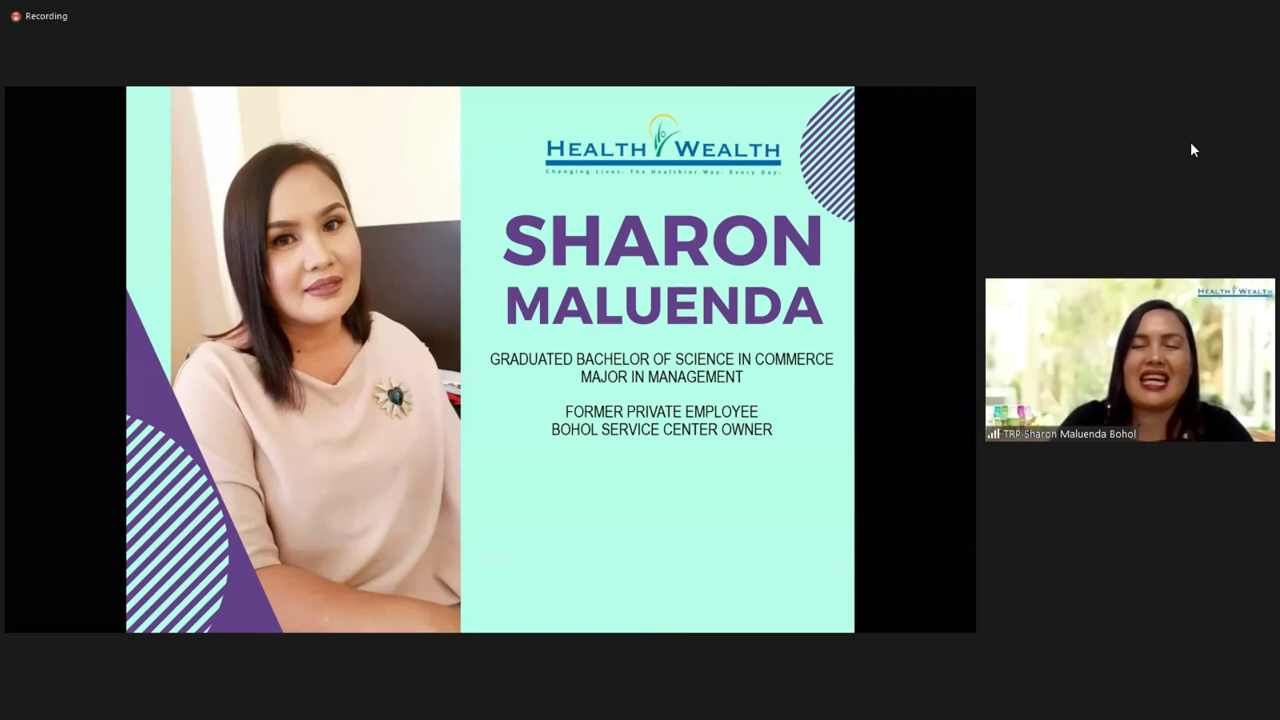 Recording
HEALTH WEALTH
Changing Lives. The Healthier Way. Every Day.
SHARON
MALUENDA
GRADUATED BACHELOR OF SCIENCE IN COMMERCE
MAJOR IN MANAGEMENT
FORMER PRIVATE EMPLOYEE
BOHOL SERVICE CENTER OWNER
HEALTH WEALTH
TRP Sharon Maluenda Bohol